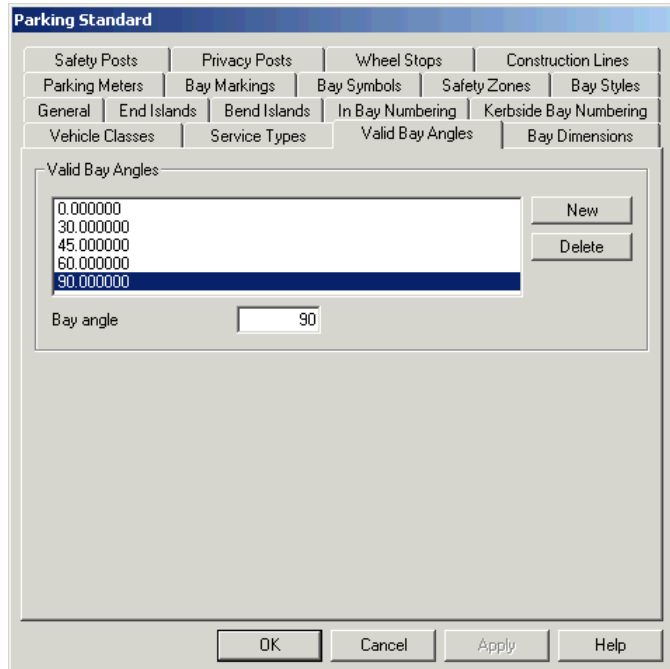 Parking Standard
Safety Posts Privacy Posts Wheel Stops Construction Lines
Parking Meters Bay Markings Bay Symbols Safety Zones Bay Styles
General End Islands Bend Islands In Bay Numbering Kerbside Bay Numbering
Vehicle Classes Service Types Valid Bay Angles Bay Dimensions
Valid Bay Angles
0.000000 New
30.000000
45.000000 Delete
60.000000
90.000000
Bay angle 90
OK Cancel Apply Help